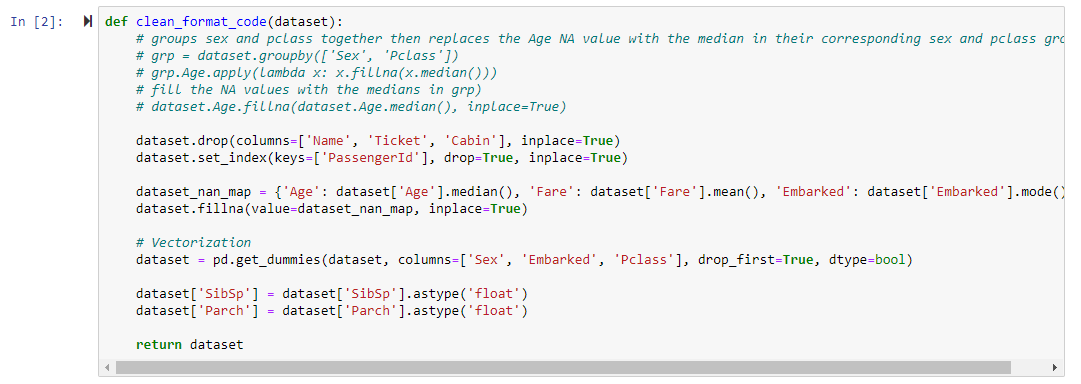 In [2]:
def clean_format_code(dataset):
    # groups sex and pclass together then replaces the Age NA value with the median in their corresponding sex and pclass
    # grp = dataset.groupby(['Sex', 'Pclass'])
    # grp.Age.apply(lambda x: x.fillna(x.median()))
    # fill the NA values with the medians in grp)
    # dataset.Age.fillna(dataset.Age.median(), inplace=True)
    dataset.drop(columns=['Name', 'Ticket', 'Cabin'], inplace=True)
    dataset.set_index(keys=['PassengerId'], drop=True, inplace=True)
    dataset_nan_map = {'Age': dataset['Age'].median(), 'Fare': dataset['Fare'].mean(), 'Embarked': dataset['Embarked'].mode()
    dataset.fillna(value=dataset_nan_map, inplace=True)
    # Vectorization
    dataset = pd.get_dummies(dataset, columns=['Sex', 'Embarked', 'Pclass'], drop_first=True, dtype=bool)
    dataset['SibSp'] = dataset['SibSp'].astype('float')
    dataset['Parch'] = dataset['Parch'].astype('float')
    return dataset